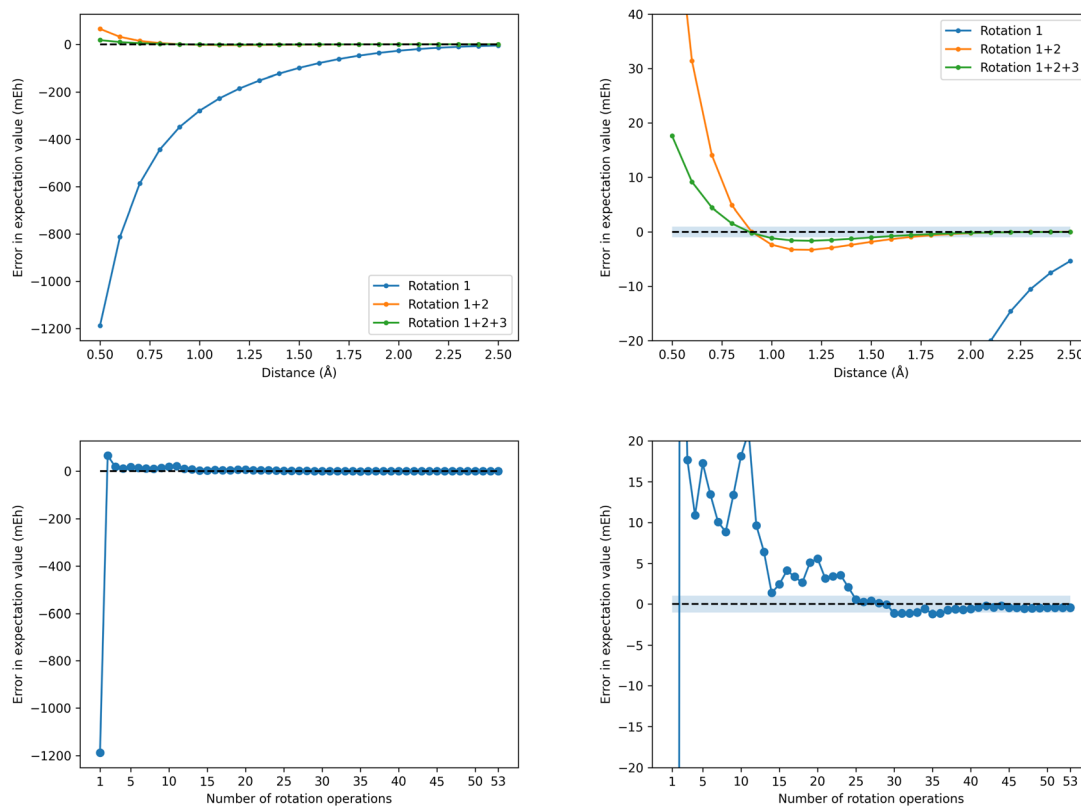 Error in expectation value (mEh)
0
−200
−400
−600
−800
−1000
−1200
0.50 0.75 1.00 1.25 1.50 1.75 2.00 2.25 2.50
Distance (Å)
Rotation 1
Rotation 1+2
Rotation 1+2+3
Error in expectation value (mEh)
40
30
20
10
0
−10
−20
0.50 0.75 1.00 1.25 1.50 1.75 2.00 2.25 2.50
Distance (Å)
Rotation 1
Rotation 1+2
Rotation 1+2+3
Error in expectation value (mEh)
0
−200
−400
−600
−800
−1000
−1200
1 5 10 15 20 25 30 35 40 45 50 53
Number of rotation operations
Error in expectation value (mEh)
20
15
10
5
0
−5
−10
−15
−20
1 5 10 15 20 25 30 35 40 45 50 53
Number of rotation operations